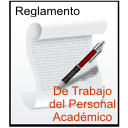 Reglamento
De Trabajo
del Personal
Académico